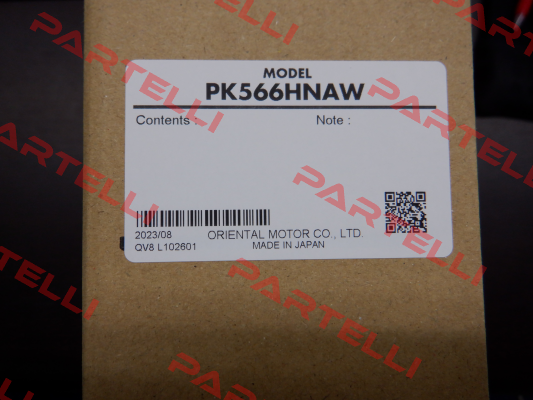 MODEL
PK566HNAW
Contents : Note :
2023/08 ORIENTAL MOTOR CO., LTD.
QV8 L102601 MADE IN JAPAN
PARTELLI
PARTELLI
PARTELLI
PARTELLI
PARTELLI
PARTELLI